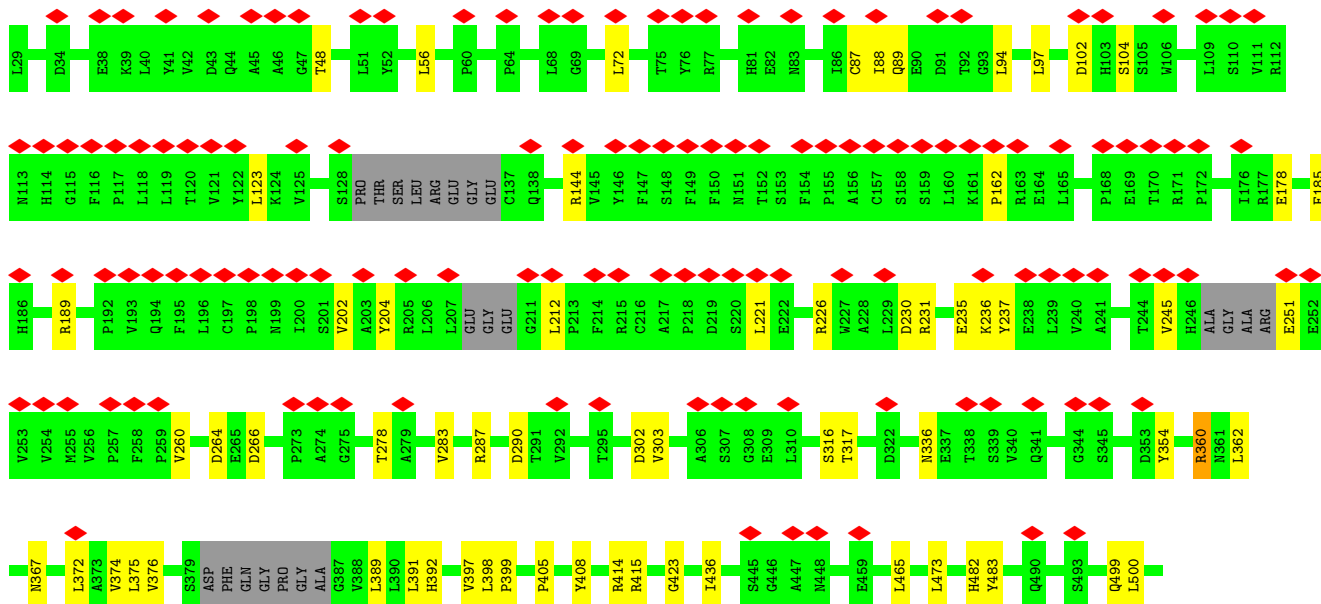 L29 D34 E38 K39 L40 Y41 V42 D43 Q44 A45 A46 G47 T48 L51 Y52 L56 P60 P64 L68 G69 L72 T75 Y76 R77 H81 E82 N83 I86 C87 I88 Q89 E90 D91 T92 G93 L94 L97 D102 H103 S104 S105 W106 L109 S110 V111 R112
N113 H114 G115 F116 P117 L118 L119 T120 V121 Y122 L123 K124 V125 S128 PRO THR SER LEU ARG GLU GLY GLU C137 Q138 R144 V145 Y146 F147 S148 F149 F150 N151 T152 S153 F154 P155 A156 C157 S158 S159 L160 K161 P162 R163 E164 L165 P168 E169 T170 R171 P172 I176 R177 E178 F185
H186 R189 P192 V193 Q194 F195 L196 C197 P198 N199 I200 S201 V202 A203 Y204 R205 L206 L207 GLU GLY GLU G211 L212 P213 F214 R215 C216 A217 P218 D219 S220 L221 E222 R226 W227 A228 L229 D230 R231 E235 K236 Y237 E238 L239 V240 A241 T244 V245 H246 ALA GLY ALA ARG E251 E252
V253 V254 M255 V256 P257 F258 P259 V260 D264 E265 D266 P273 A274 G275 T278 A279 V283 R287 D290 T291 V292 T295 D302 V303 A306 S307 G308 E309 L310 S316 T317 D322 N336 E337 T338 S339 V340 Q341 G344 S345 D353 Y354 R360 N361 L362
N367 L372 A373 V374 L375 V376 S379 ASP PHE GLN GLY PRO GLY ALA G387 V388 L389 L390 L391 H392 V397 L398 P399 P405 Y408 R414 R415 G423 I436 S445 G446 A447 N448 E459 L465 L473 H482 Y483 Q490 S493 Q499 L500